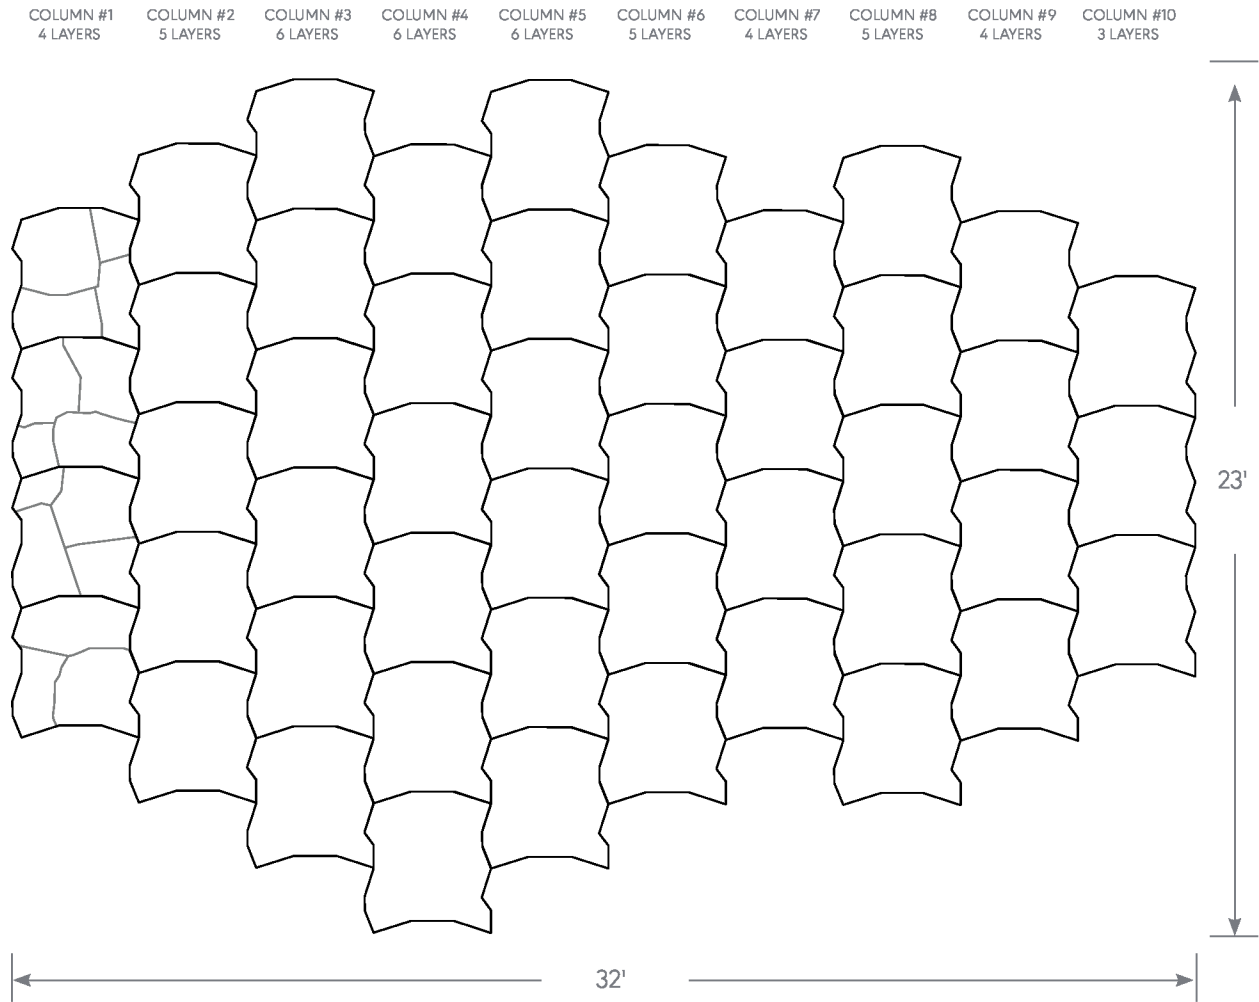 COLUMN #1 COLUMN #2 COLUMN #3 COLUMN #4 COLUMN #5 COLUMN #6 COLUMN #7 COLUMN #8 COLUMN #9 COLUMN #10
4 LAYERS 5 LAYERS 6 LAYERS 6 LAYERS 6 LAYERS 5 LAYERS 4 LAYERS 5 LAYERS 4 LAYERS 3 LAYERS
23'
32'